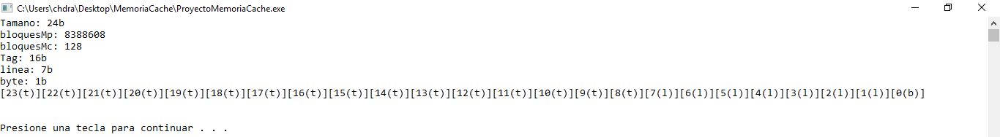 C:\Users\chdra\Desktop\MemoriaCache\ProyectoMemoriaCache.exe
Tamano: 24b
bloquesMp: 8388608
bloquesMc: 128
Tag: 16b
linea: 7b
byte: 1b
[23(t)][22(t)][21(t)][20(t)][19(t)][18(t)][17(t)][16(t)][15(t)][14(t)][13(t)][12(t)][11(t)][10(t)][9(t)][8(t)][7(l)][6(l)][5(l)][4(l)][3(l)][2(l)][1(l)][0(b)]
Presione una tecla para continuar . . .